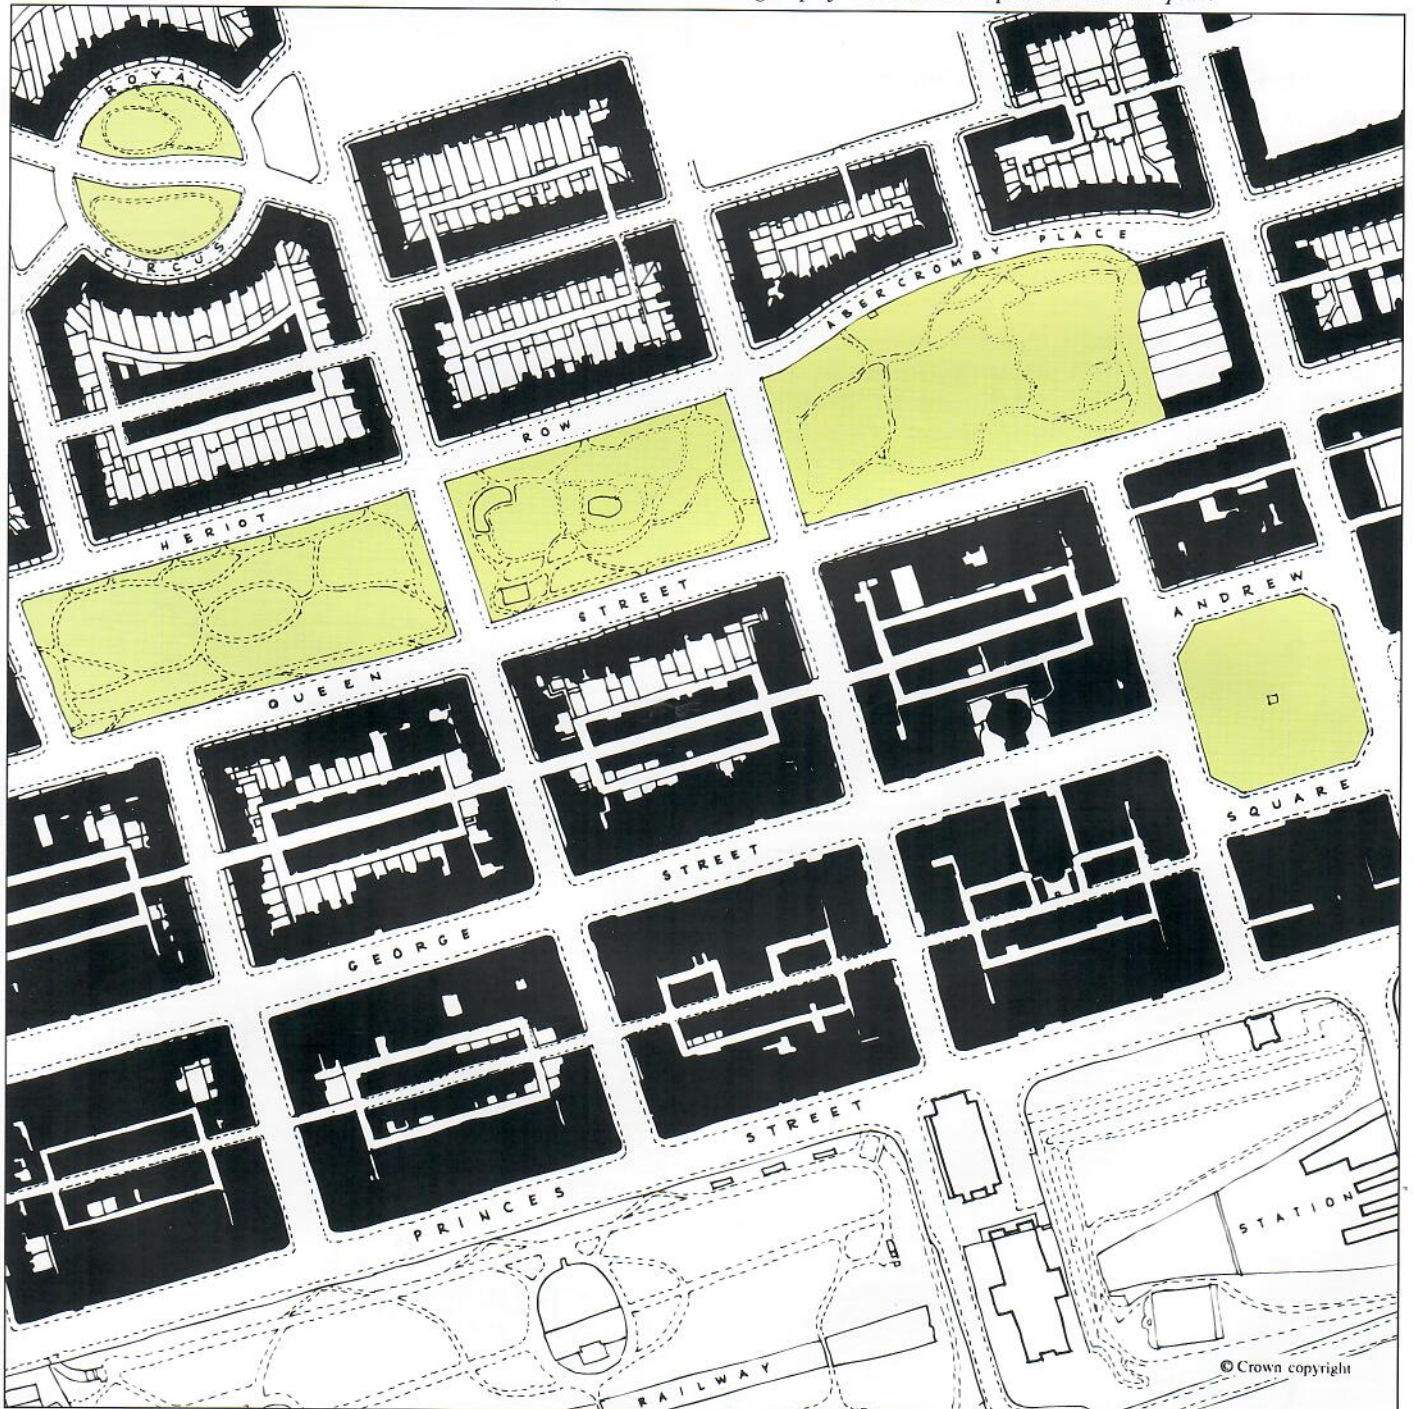 ROYAL
CIRCUS
ABERCROMBY PLACE
HERIOT ROW
QUEEN STREET
ANDREW SQUARE
GEORGE STREET
PRINCES STREET
STATION
RAILWAY
© Crown copyright